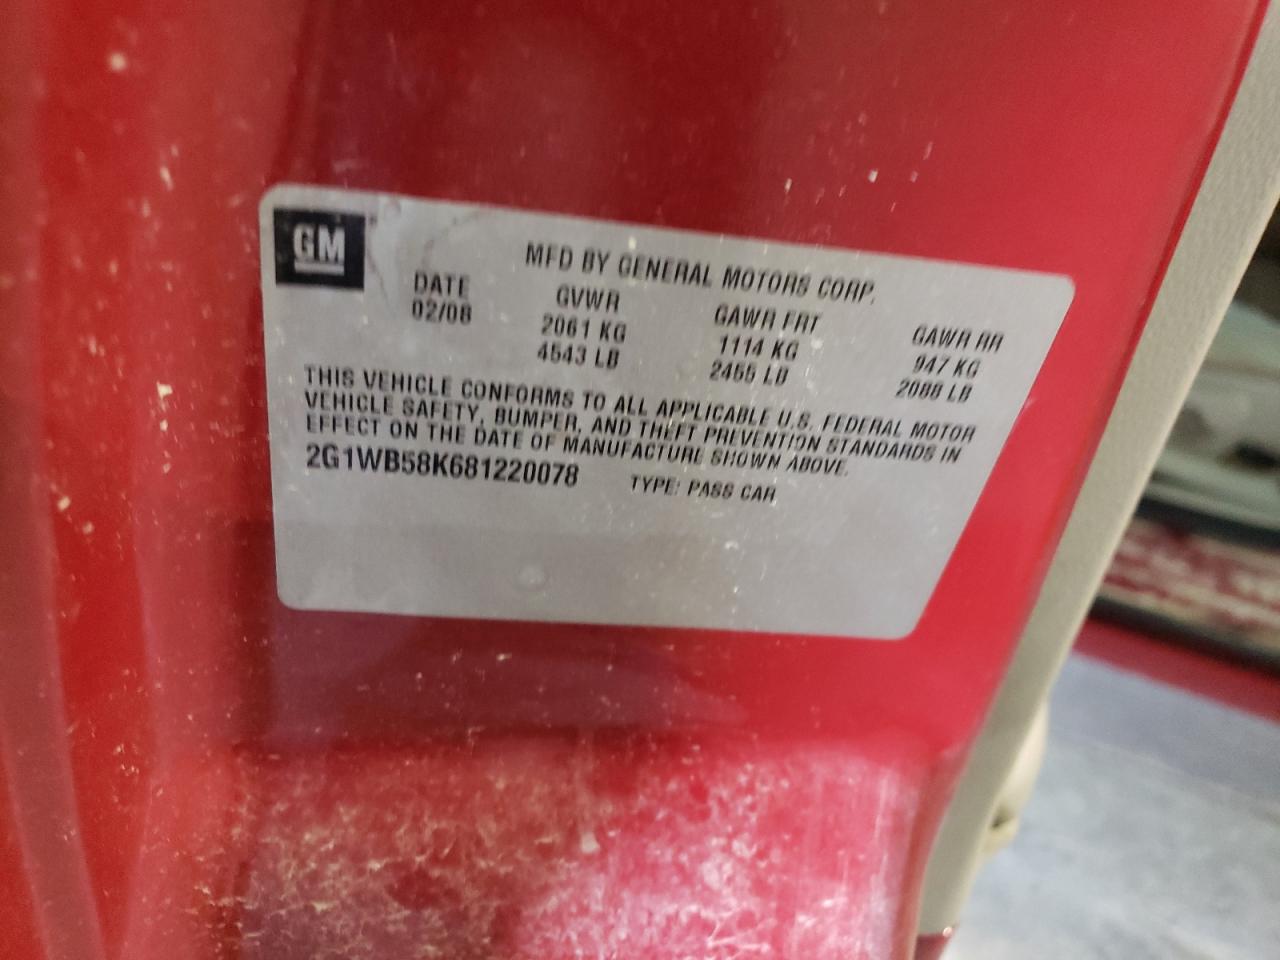 GM
MFD BY GENERAL MOTORS CORP.
DATE GVWR GAWR FRT GAWR RR
02/08 2061 KG 1114 KG 947 KG
4543 LB 2455 LB 2088 LB
THIS VEHICLE CONFORMS TO ALL APPLICABLE U.S. FEDERAL MOTOR
VEHICLE SAFETY, BUMPER, AND THEFT PREVENTION STANDARDS IN
EFFECT ON THE DATE OF MANUFACTURE SHOWN ABOVE.
2G1WB58K681220078 TYPE: PASS CAR